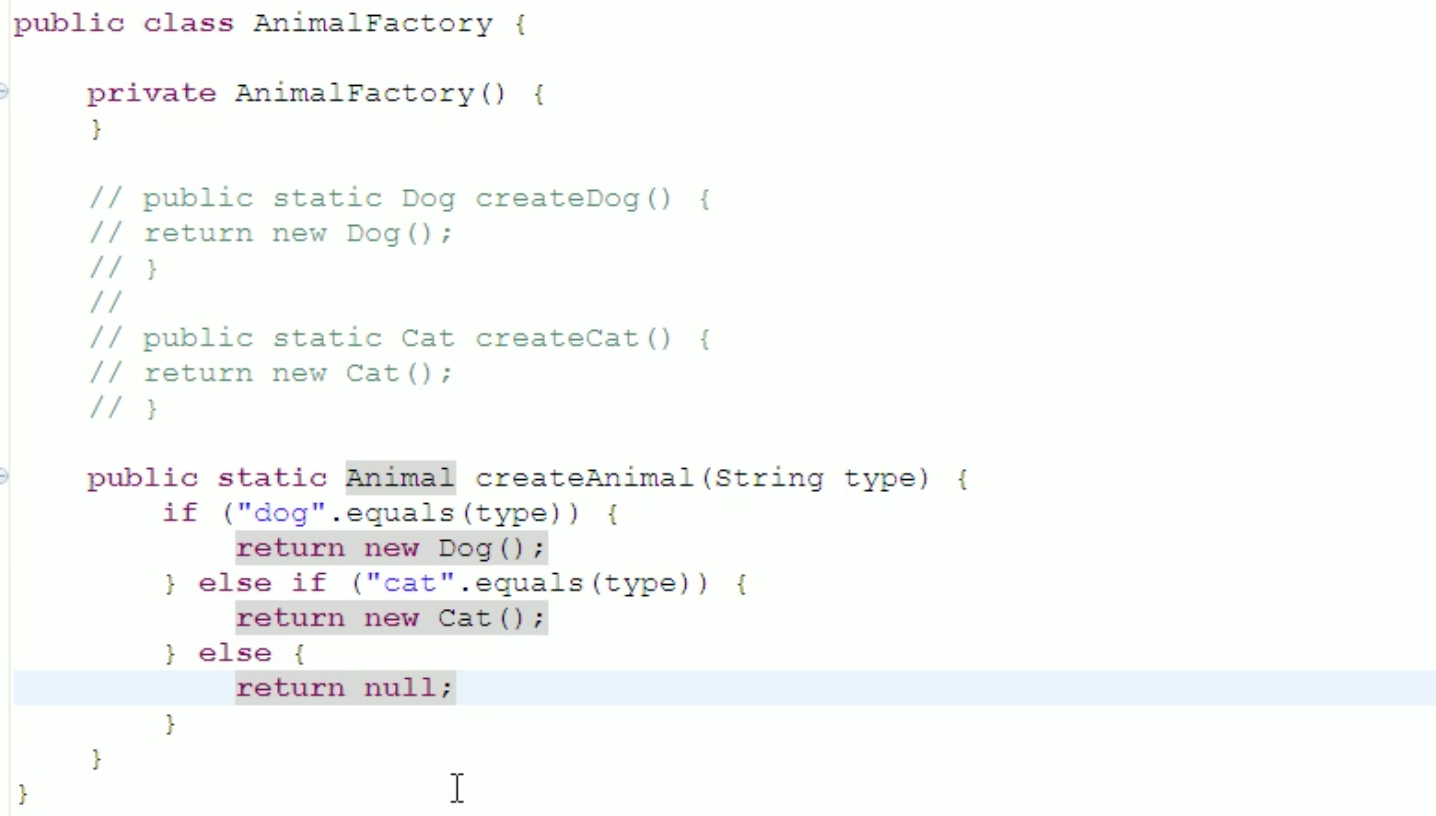 public class AnimalFactory {
private AnimalFactory() {
}
// public static Dog createDog() {
// return new Dog();
// }
//
// public static Cat createCat() {
// return new Cat();
// }
public static Animal createAnimal(String type) {
if ("dog".equals(type)) {
return new Dog();
} else if ("cat".equals(type)) {
return new Cat();
} else {
return null;
}
}
}